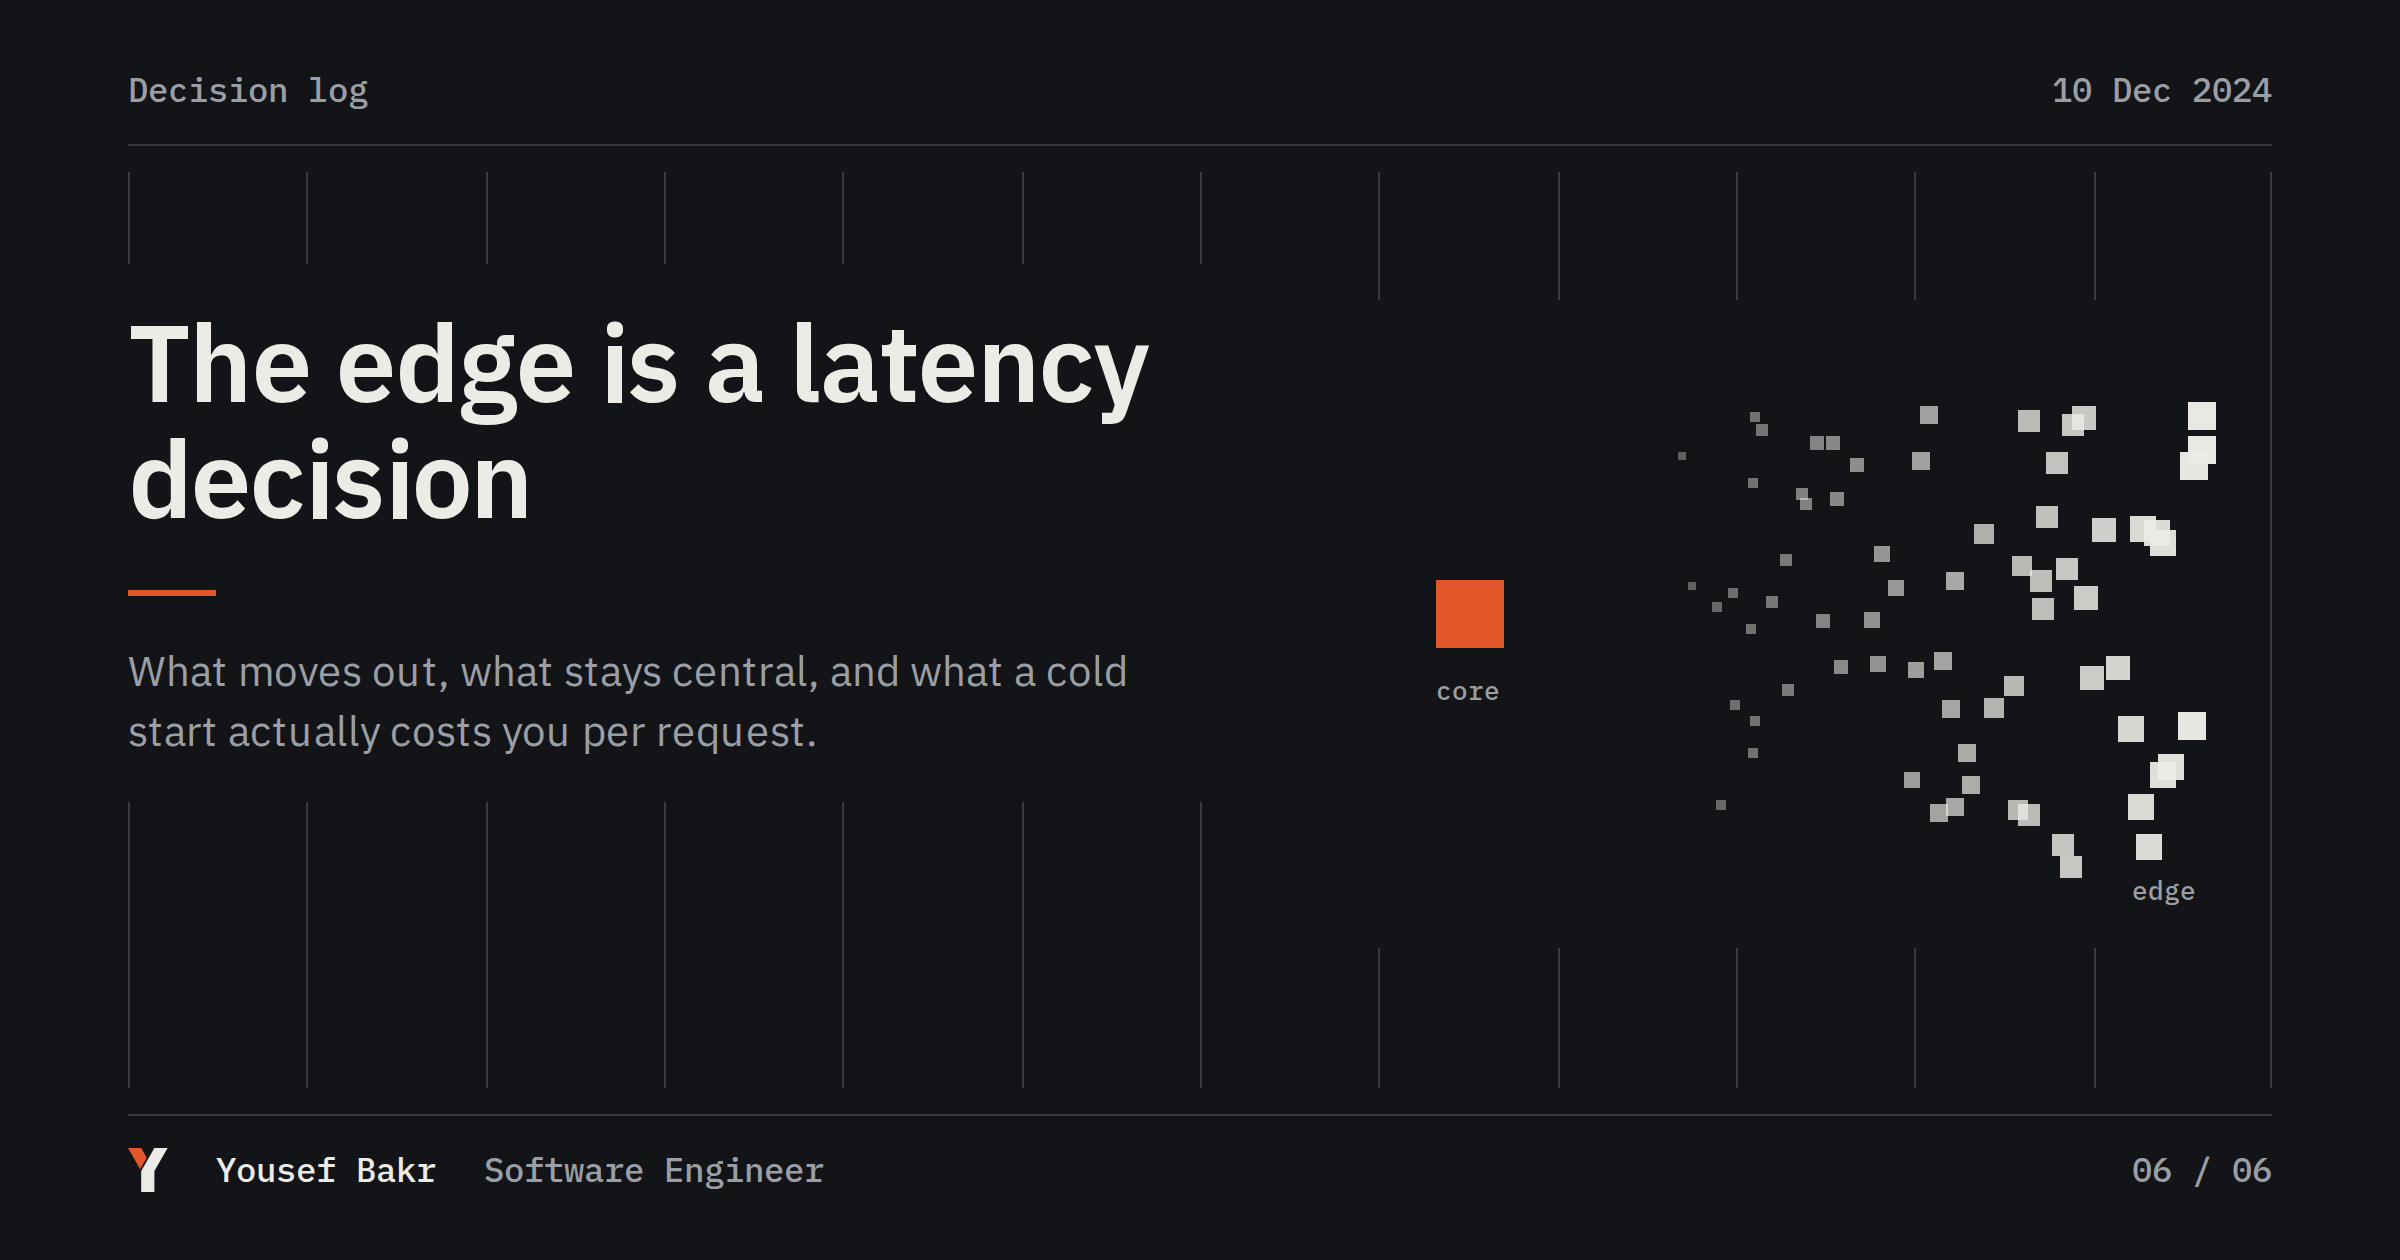 Decision log
10 Dec 2024
The edge is a latency
decision
What moves out, what stays central, and what a cold
start actually costs you per request.
core
edge
Y Yousef Bakr Software Engineer
06 / 06